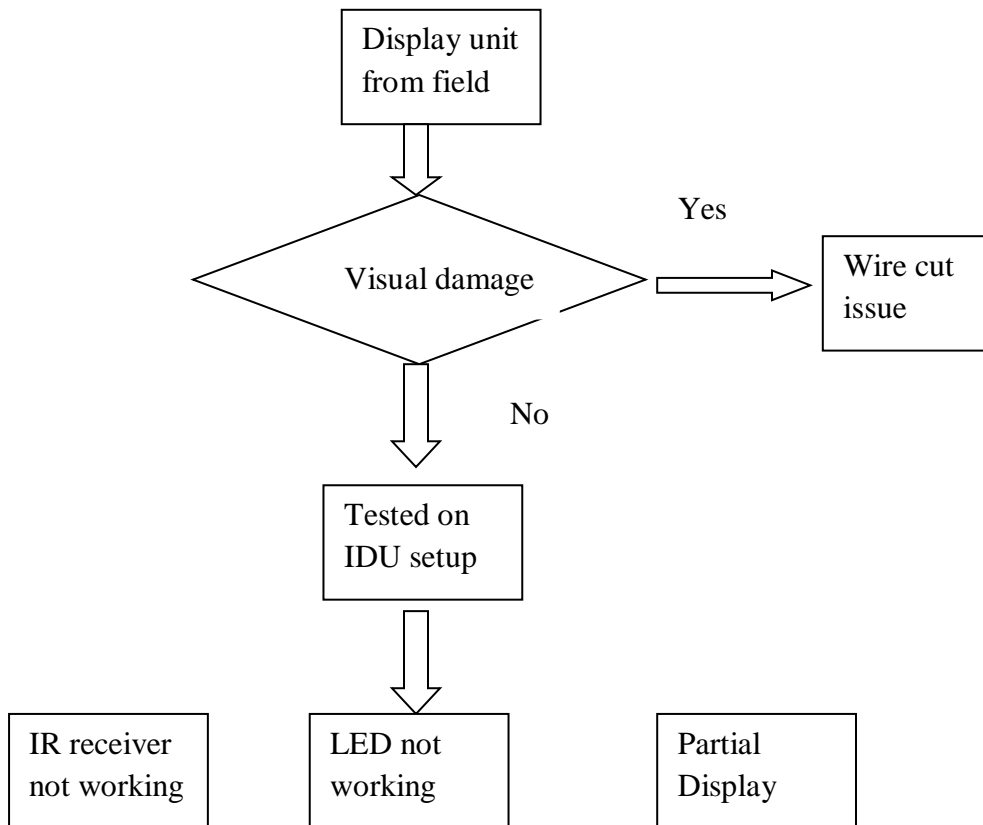 Display unit
from field
Yes
Visual damage
Wire cut
issue
No
Tested on
IDU setup
IR receiver
not working
LED not
working
Partial
Display